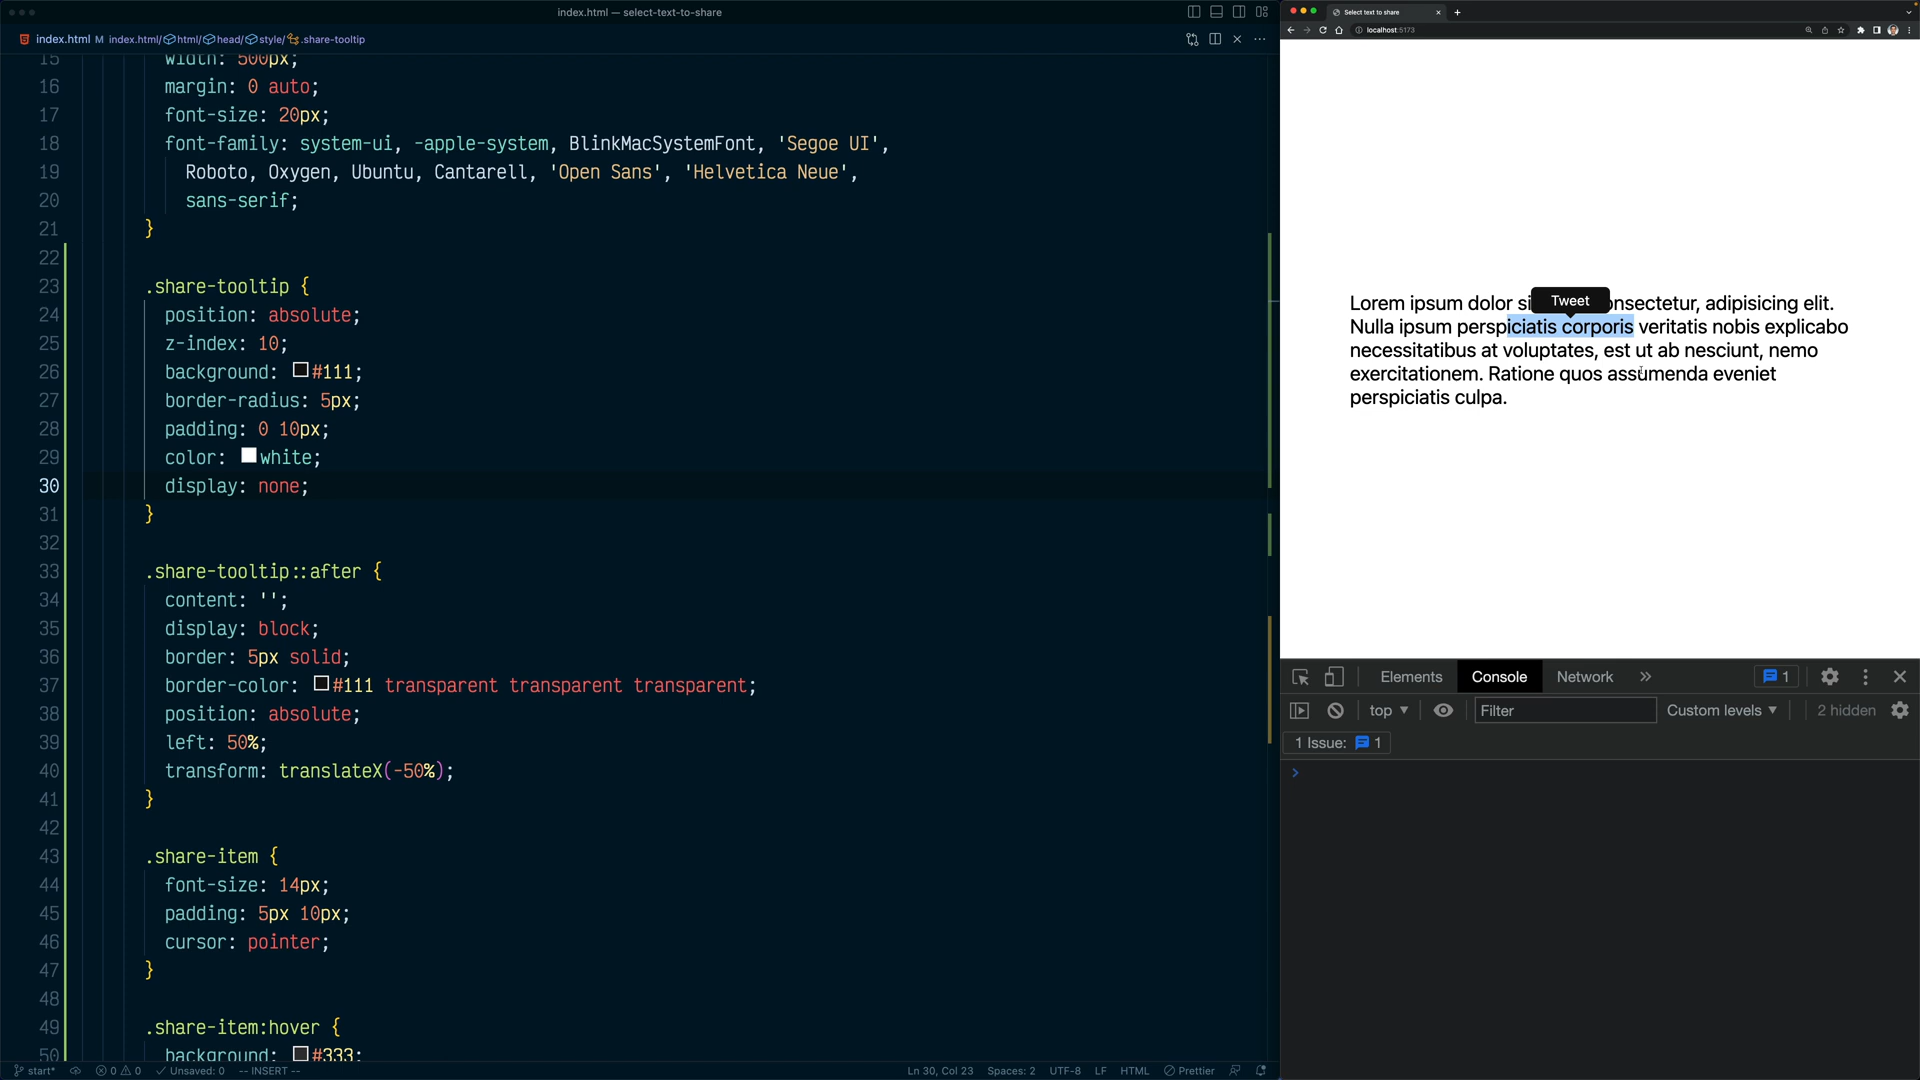 index.html — select-text-to-share
index.html M index.html/html/head/style/.share-tooltip
15 width: 500px;
16 margin: 0 auto;
17 font-size: 20px;
18 font-family: system-ui, -apple-system, BlinkMacSystemFont, 'Segoe UI',
19 Roboto, Oxygen, Ubuntu, Cantarell, 'Open Sans', 'Helvetica Neue',
20 sans-serif;
21 }
22
23 .share-tooltip {
24 position: absolute;
25 z-index: 10;
26 background: #111;
27 border-radius: 5px;
28 padding: 0 10px;
29 color: white;
30 display: none;
31 }
32
33 .share-tooltip::after {
34 content: '';
35 display: block;
36 border: 5px solid;
37 border-color: #111 transparent transparent transparent;
38 position: absolute;
39 left: 50%;
40 transform: translateX(-50%);
41 }
42
43 .share-item {
44 font-size: 14px;
45 padding: 5px 10px;
46 cursor: pointer;
47 }
48
49 .share-item:hover {
50 background: #333;
start* 0 0 Unsaved: 0 -- INSERT -- Ln 30, Col 23 Spaces: 2 UTF-8 LF HTML Prettier
Select text to share
localhost:5173
Tweet
Lorem ipsum dolor si onsectetur, adipisicing elit.
Nulla ipsum perspiciatis corporis veritatis nobis explicabo
necessitatibus at voluptates, est ut ab nesciunt, nemo
exercitationem. Ratione quos assumenda eveniet
perspiciatis culpa.
Elements Console Network 1
top Filter Custom levels 2 hidden
1 Issue: 1